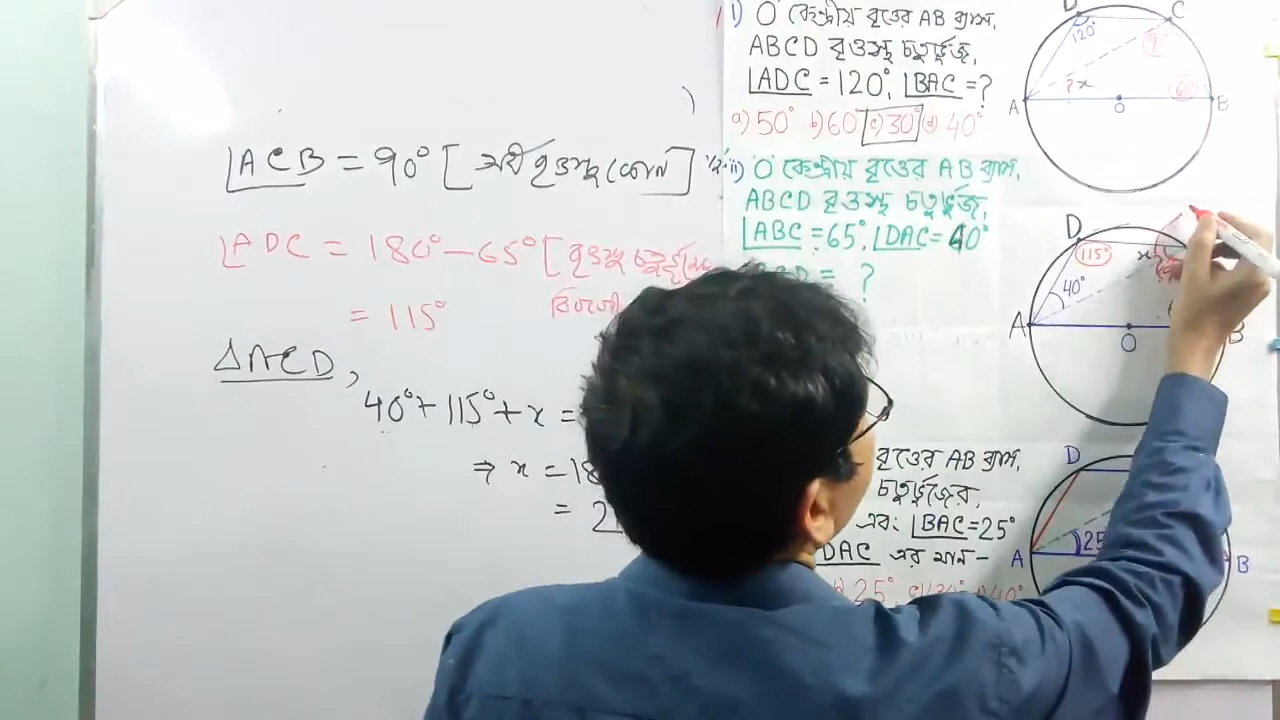 ∠ACB = 90° [অর্ধবৃত্তস্থ কোন]
∠ADC = 180° − 65° [বৃত্তস্থ
= 115°
△ACD,
40° + 115° + x =
⇒ x = 18
= 2
i) O কেন্দ্রীয় বৃত্তের AB ব্যাস,
ABCD বৃত্তস্থ চতুর্ভুজ,
∠ADC = 120°, ∠BAC = ?
a) 50° b) 60° c) 30° d) 40°
ii) O কেন্দ্রীয় বৃত্তের AB ব্যাস,
ABCD বৃত্তস্থ চতুর্ভুজ,
∠ABC = 65°, ∠DAC = 40°
= ?
বৃত্তের AB ব্যাস,
চতুর্ভুজের,
এবং ∠BAC = 25°
DAC এর মান –
25° 40°
D C
120°
x
60°
A O B
D
115° x
40°
A O B
D
25
A B